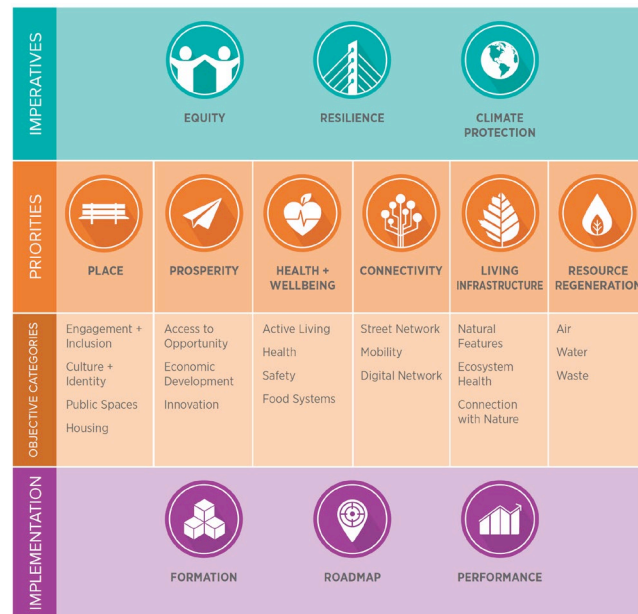 IMPERATIVES
EQUITY
RESILIENCE
CLIMATE
PROTECTION
PRIORITIES
PLACE
PROSPERITY
HEALTH +
WELLBEING
CONNECTIVITY
LIVING
INFRASTRUCTURE
RESOURCE
REGENERATION
OBJECTIVE CATEGORIES
Engagement +
Inclusion
Culture +
Identity
Public Spaces
Housing
Access to
Opportunity
Economic
Development
Innovation
Active Living
Health
Safety
Food Systems
Street Network
Mobility
Digital Network
Natural
Features
Ecosystem
Health
Connection
with Nature
Air
Water
Waste
IMPLEMENTATION
FORMATION
ROADMAP
PERFORMANCE